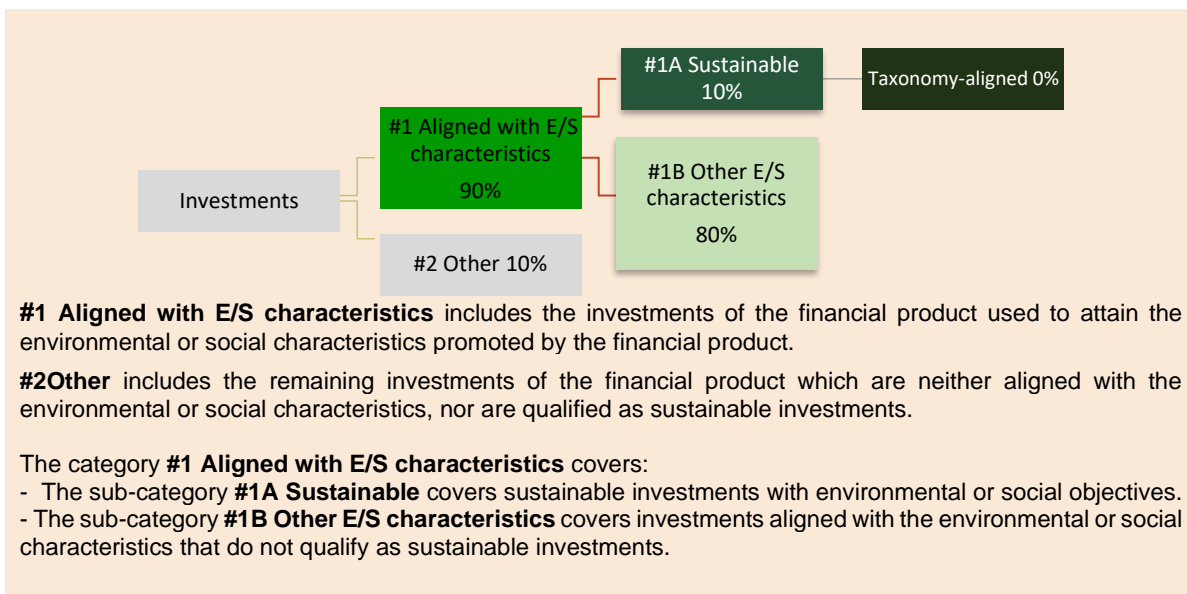 #1A Sustainable
10%
Taxonomy-aligned 0%
#1 Aligned with E/S
characteristics
90%
#1B Other E/S
characteristics
80%
Investments
#2 Other 10%
#1 Aligned with E/S characteristics includes the investments of the financial product used to attain the
environmental or social characteristics promoted by the financial product.
#2Other includes the remaining investments of the financial product which are neither aligned with the
environmental or social characteristics, nor are qualified as sustainable investments.
The category #1 Aligned with E/S characteristics covers:
- The sub-category #1A Sustainable covers sustainable investments with environmental or social objectives.
- The sub-category #1B Other E/S characteristics covers investments aligned with the environmental or social
characteristics that do not qualify as sustainable investments.